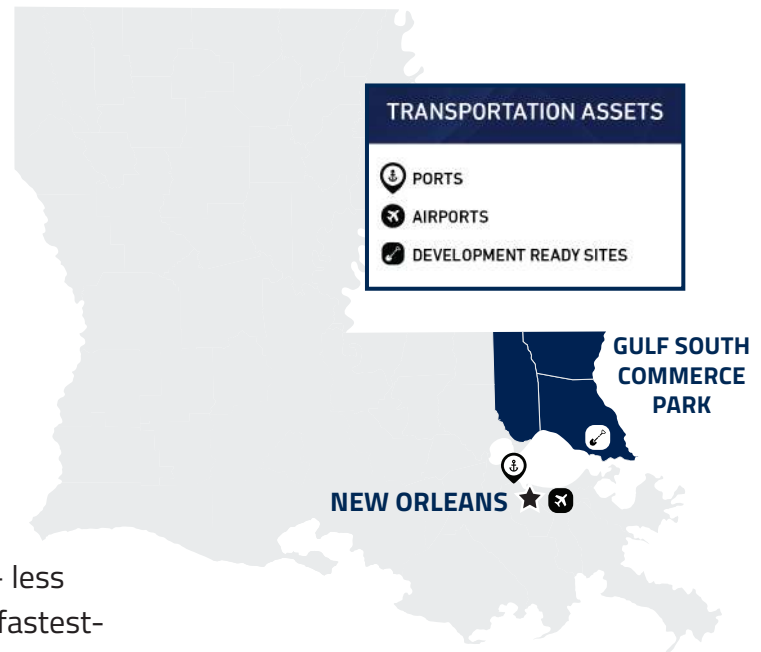 TRANSPORTATION ASSETS
PORTS
AIRPORTS
DEVELOPMENT READY SITES
GULF SOUTH
COMMERCE
PARK
NEW ORLEANS
less
fastest-